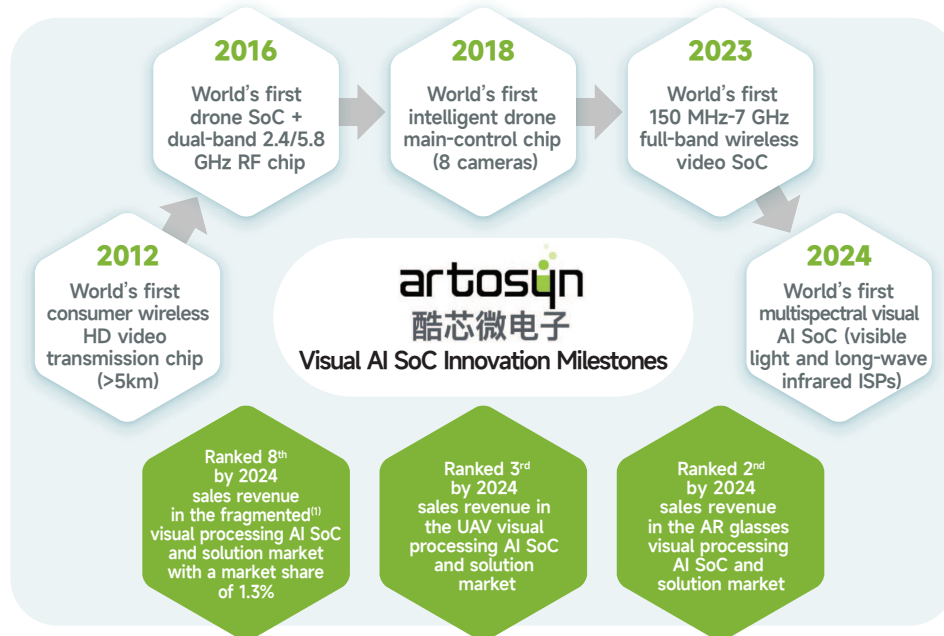 2016
World's first
drone SoC +
dual-band 2.4/5.8
GHz RF chip
2018
World's first
intelligent drone
main-control chip
(8 cameras)
2023
World's first
150 MHz-7 GHz
full-band wireless
video SoC
2012
World's first
consumer wireless
HD video
transmission chip
(>5km)
artosyn
酷芯微电子
Visual AI SoC Innovation Milestones
2024
World's first
multispectral visual
AI SoC (visible
light and long-wave
infrared ISPs)
Ranked 8th
by 2024
sales revenue
in the fragmented(1)
visual processing AI SoC
and solution market
with a market share
of 1.3%
Ranked 3rd
by 2024
sales revenue in
the UAV visual
processing AI SoC
and solution
market
Ranked 2nd
by 2024
sales revenue
in the AR glasses
visual processing
AI SoC and
solution market